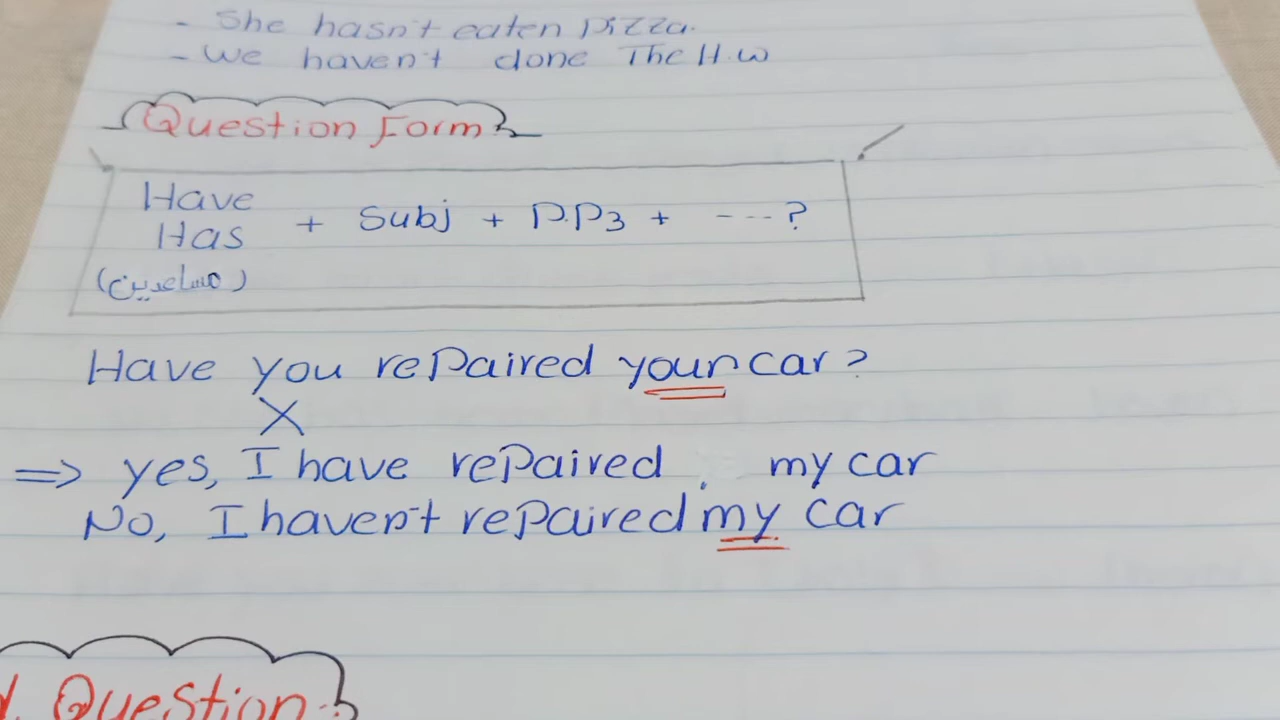 - She hasn't eaten pizza.
- We haven't done The H.W
Question Form
Have
Has + Subj + P.P3 + ---?
(مساعدين)
Have you repaired your car?
X
⇒ yes, I have repaired my car
No, I haven't repaired my car
Question